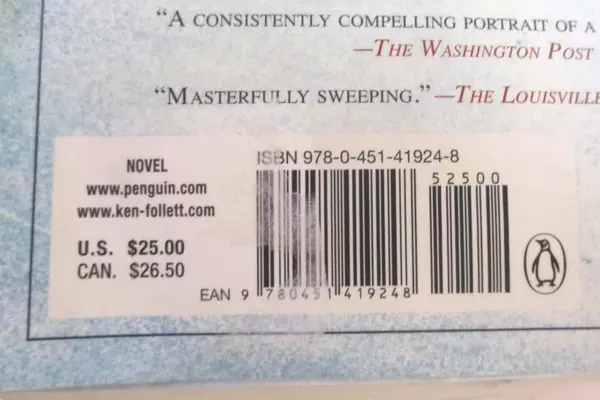 “A CONSISTENTLY COMPELLING PORTRAIT OF A
—THE WASHINGTON POST
“MASTERFULLY SWEEPING.” —THE LOUISVILLE
NOVEL
www.penguin.com
www.ken-follett.com
U.S. $25.00
CAN. $26.50
ISBN 978-0-451-41924-8
52500
EAN 9 780451 419248